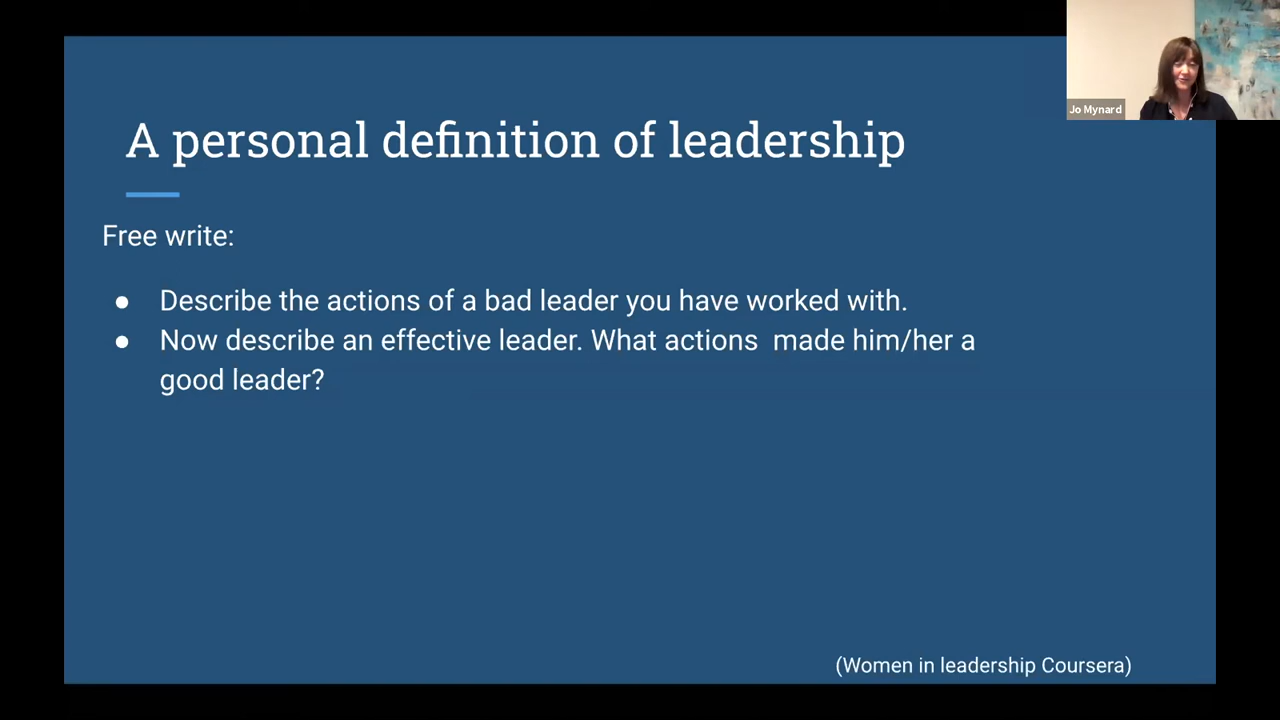 Jo Mynard
A personal definition of leadership
Free write:
● Describe the actions of a bad leader you have worked with.
● Now describe an effective leader. What actions  made him/her a
good leader?
(Women in leadership Coursera)